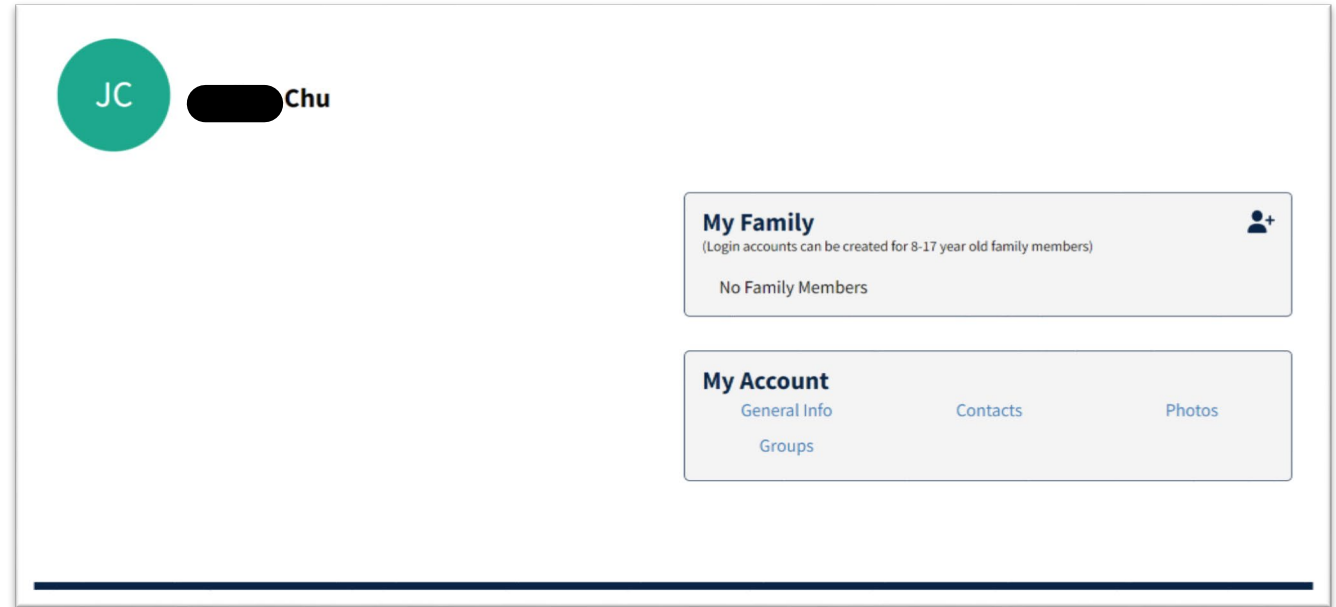 JC
Chu
My Family
(Login accounts can be created for 8-17 year old family members)
No Family Members
My Account
General Info Contacts Photos
Groups